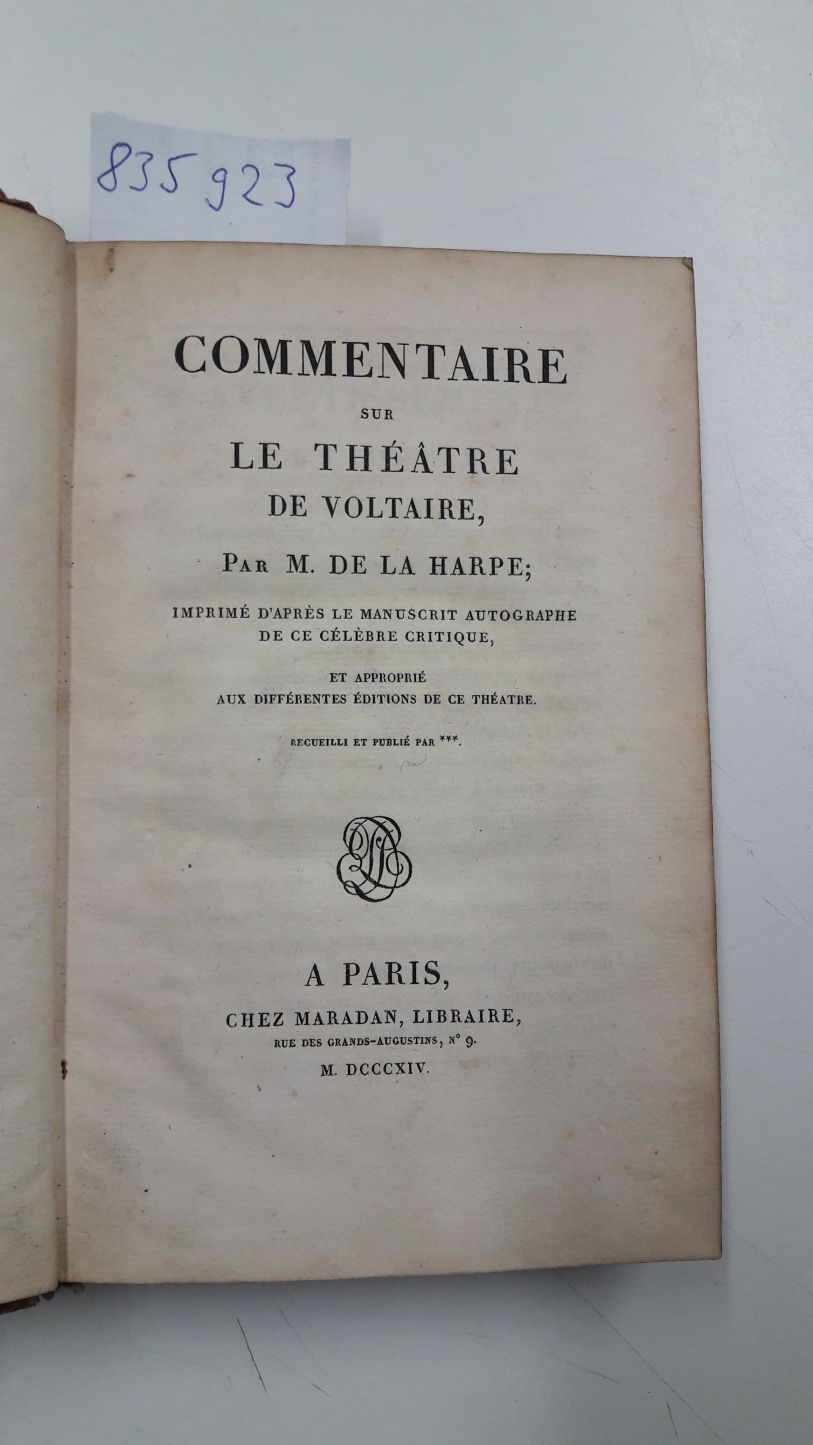 835 923
COMMENTAIRE
SUR
LE THÉÂTRE
DE VOLTAIRE,
PAR M. DE LA HARPE;
IMPRIMÉ D'APRÈS LE MANUSCRIT AUTOGRAPHE
DE CE CÉLÈBRE CRITIQUE,
ET APPROPRIÉ
AUX DIFFÉRENTES ÉDITIONS DE CE THÉATRE.
RECUEILLI ET PUBLIÉ PAR ***.
A PARIS,
CHEZ MARADAN, LIBRAIRE,
RUE DES GRANDS-AUGUSTINS, N° 9.
M. DCCCXIV.